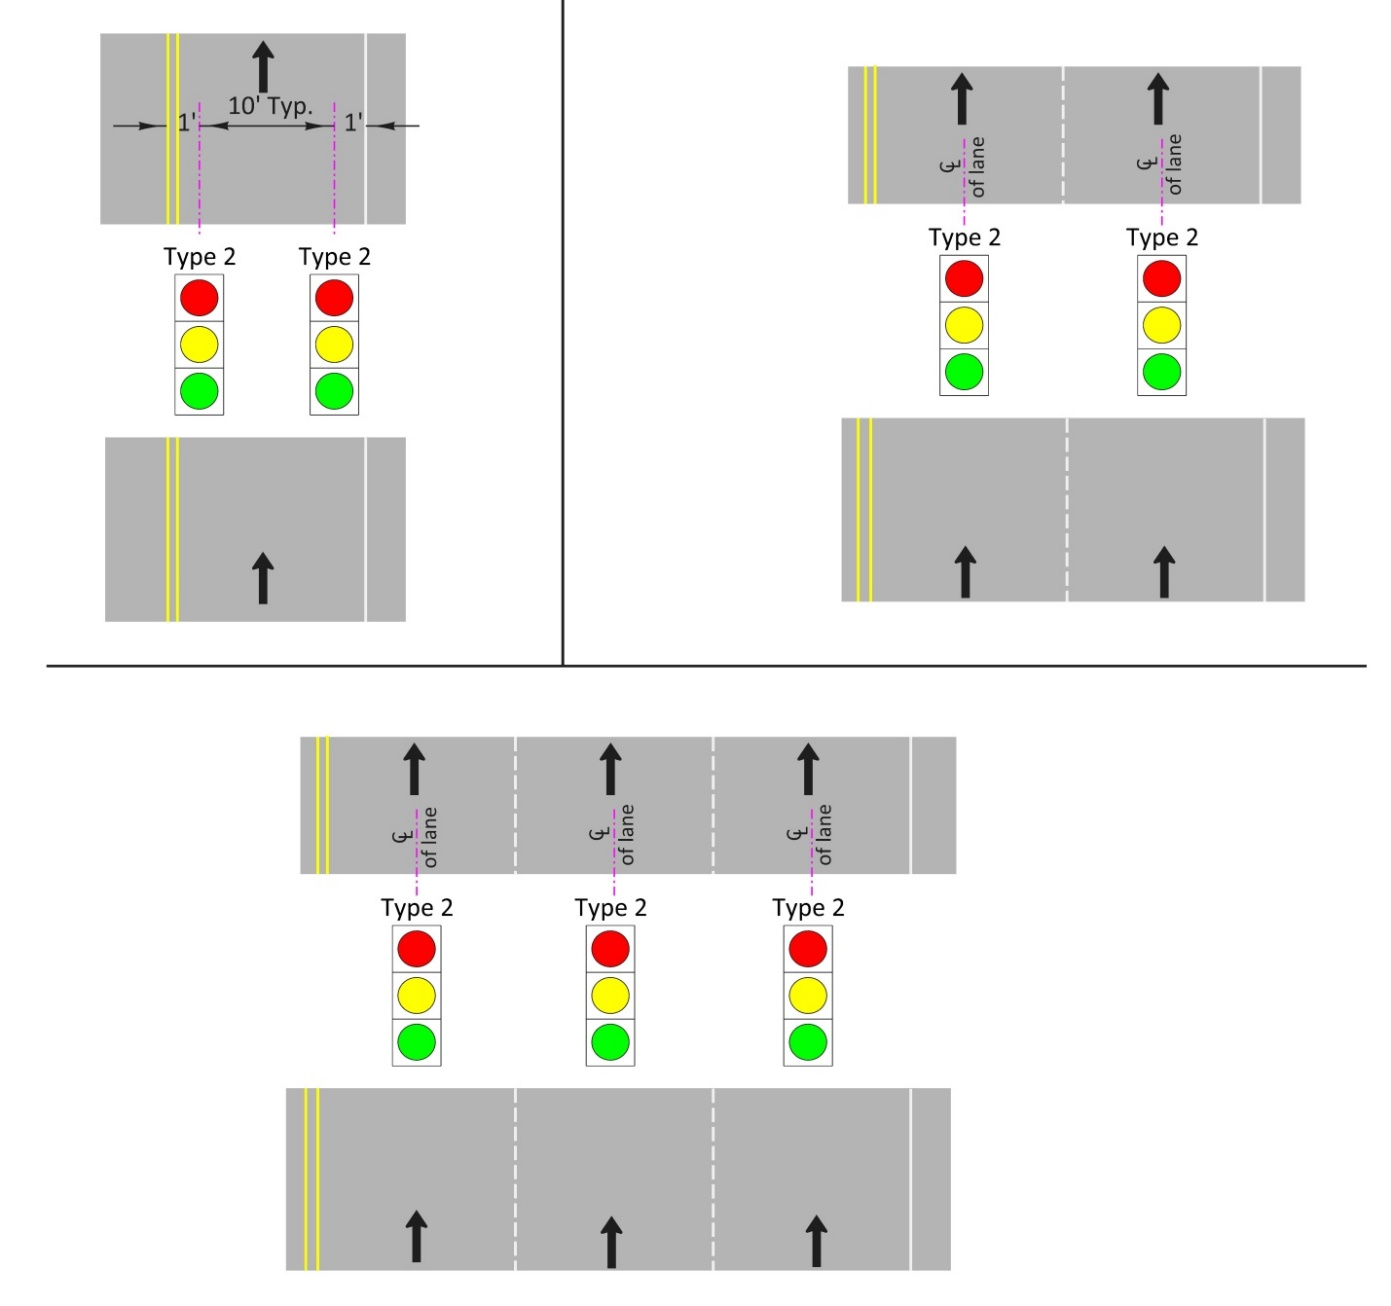 10' Typ.
1'
1'
Type 2
Type 2
℄
of lane
℄
of lane
Type 2
Type 2
℄
of lane
℄
of lane
℄
of lane
Type 2
Type 2
Type 2